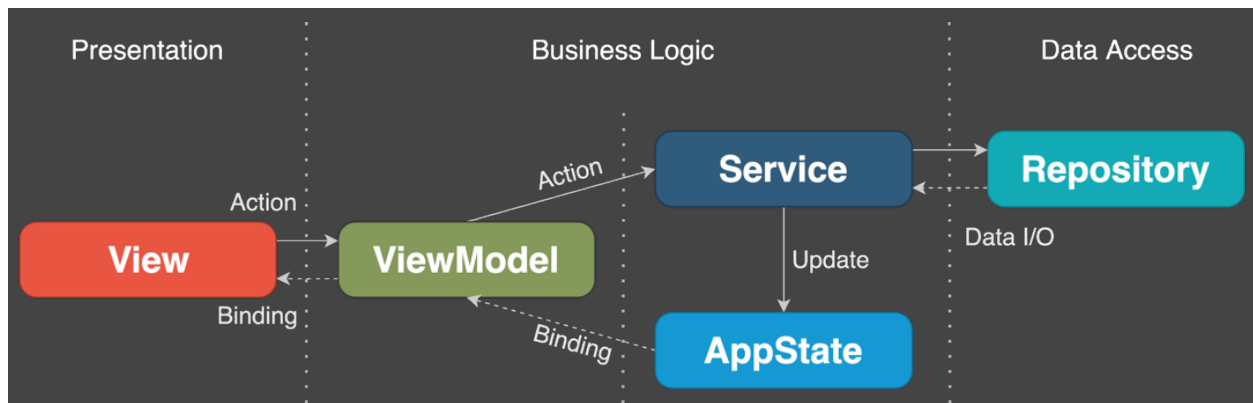 Presentation
Business Logic
Data Access
Action
Service
Repository
Action
Data I/O
View
ViewModel
Update
Binding
Binding
AppState